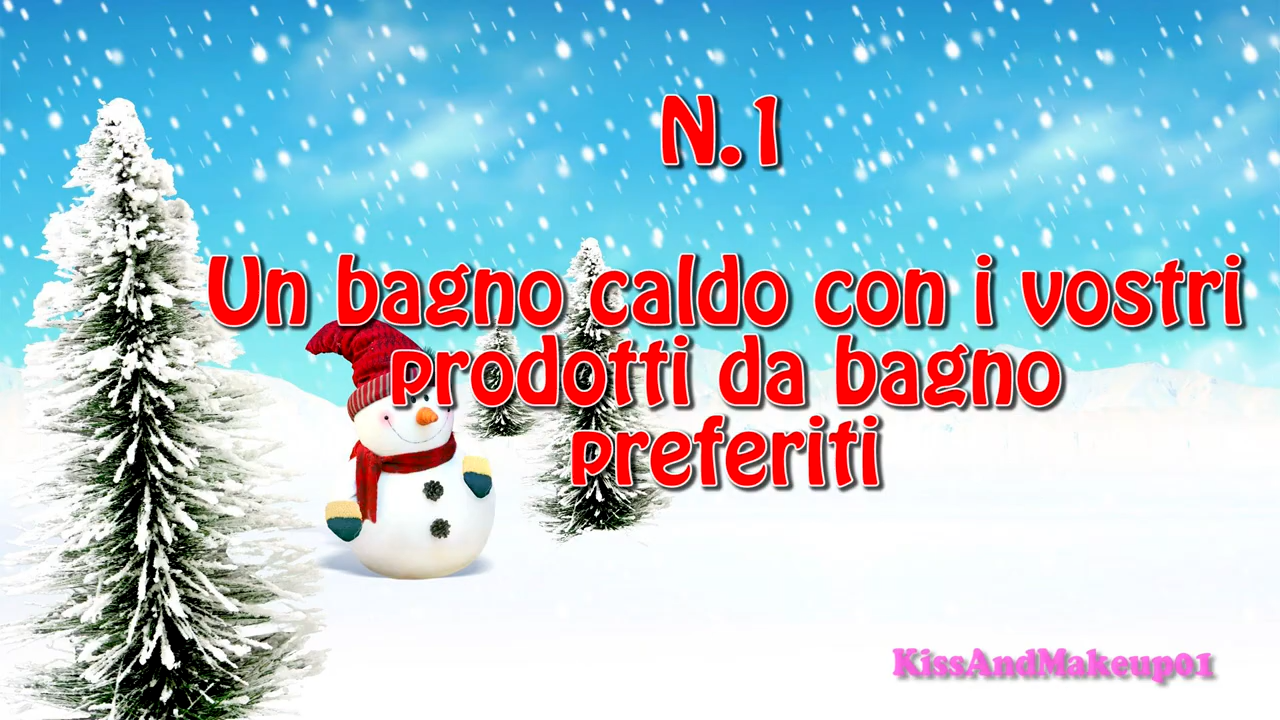 N.1
Un bagno caldo con i vostri
prodotti da bagno
preferiti
KissAndMakeup01